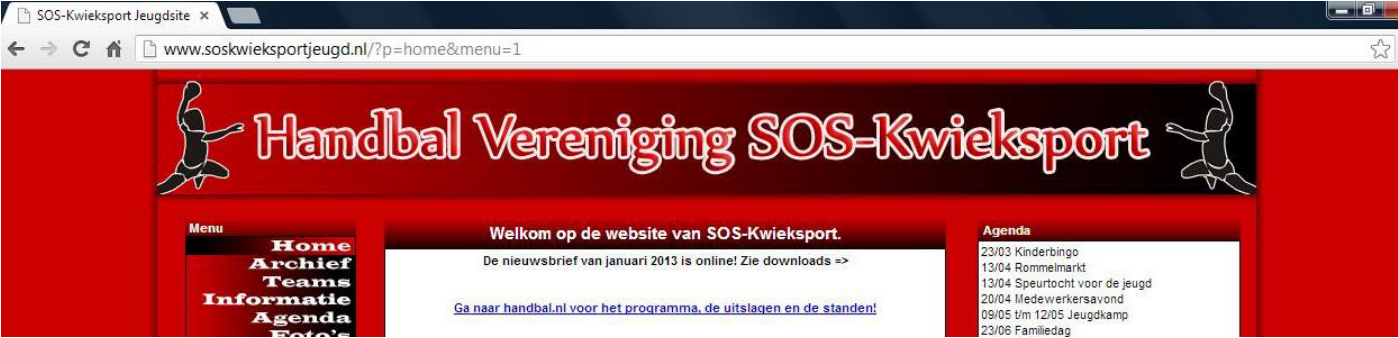 SOS-Kwieksport Jeugdsite
www.soskwieksportjeugd.nl/?p=home&menu=1
Handbal Vereniging SOS-Kwieksport
Menu
Home
Archief
Teams
Informatie
Agenda
Foto's
Welkom op de website van SOS-Kwieksport.
De nieuwsbrief van januari 2013 is online! Zie downloads =>
Ga naar handbal.nl voor het programma, de uitslagen en de standen!
Agenda
23/03 Kinderbingo
13/04 Rommelmarkt
13/04 Speurtocht voor de jeugd
20/04 Medewerkersavond
09/05 t/m 12/05 Jeugdkamp
23/06 Familiedag